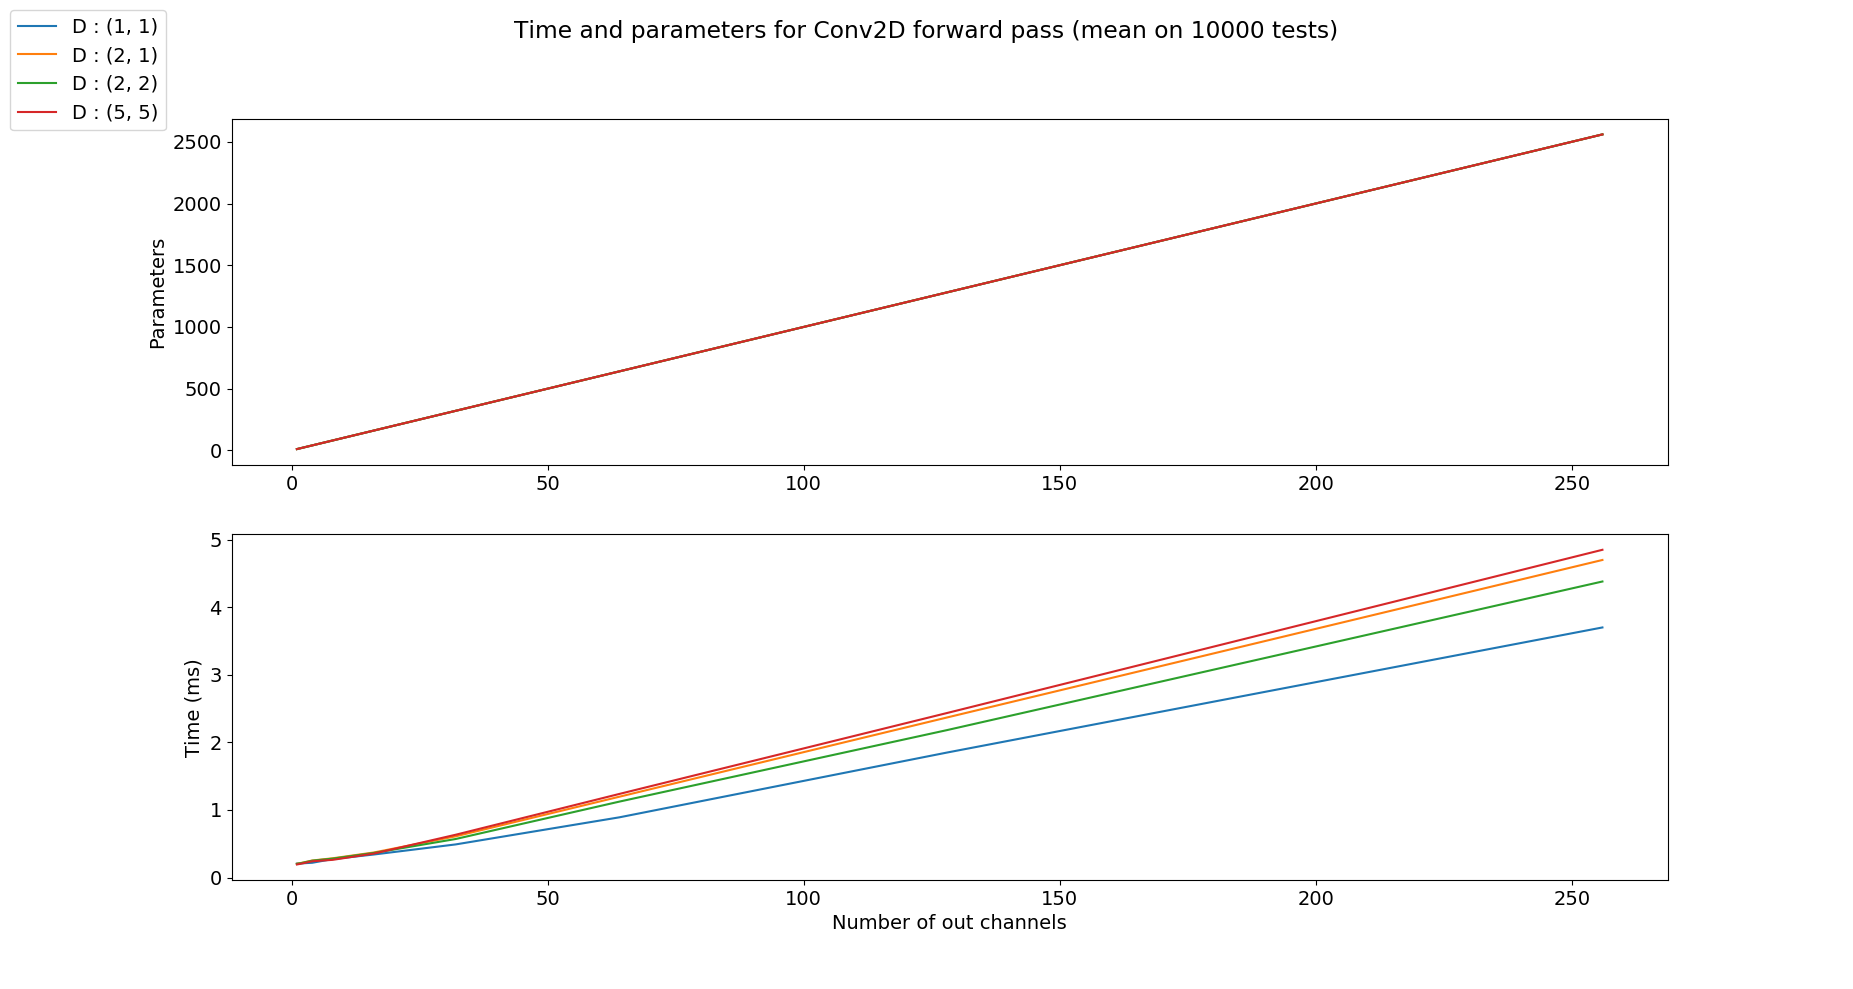 D : (1, 1)
D : (2, 1)
D : (2, 2)
D : (5, 5)
Time and parameters for Conv2D forward pass (mean on 10000 tests)
Parameters
2500
2000
1500
1000
500
0
0 50 100 150 200 250
Time (ms)
5
4
3
2
1
0
0 50 100 150 200 250
Number of out channels